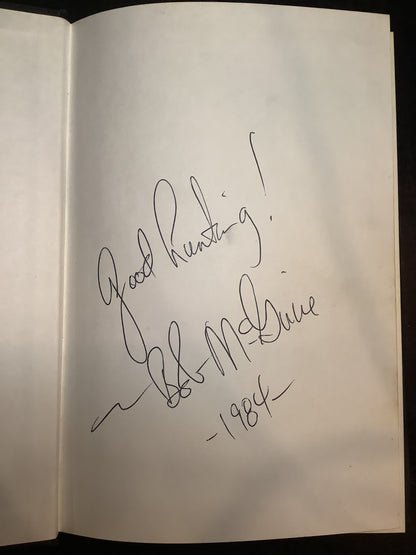 Good hunting!
~ Bob McGuire
-1984-